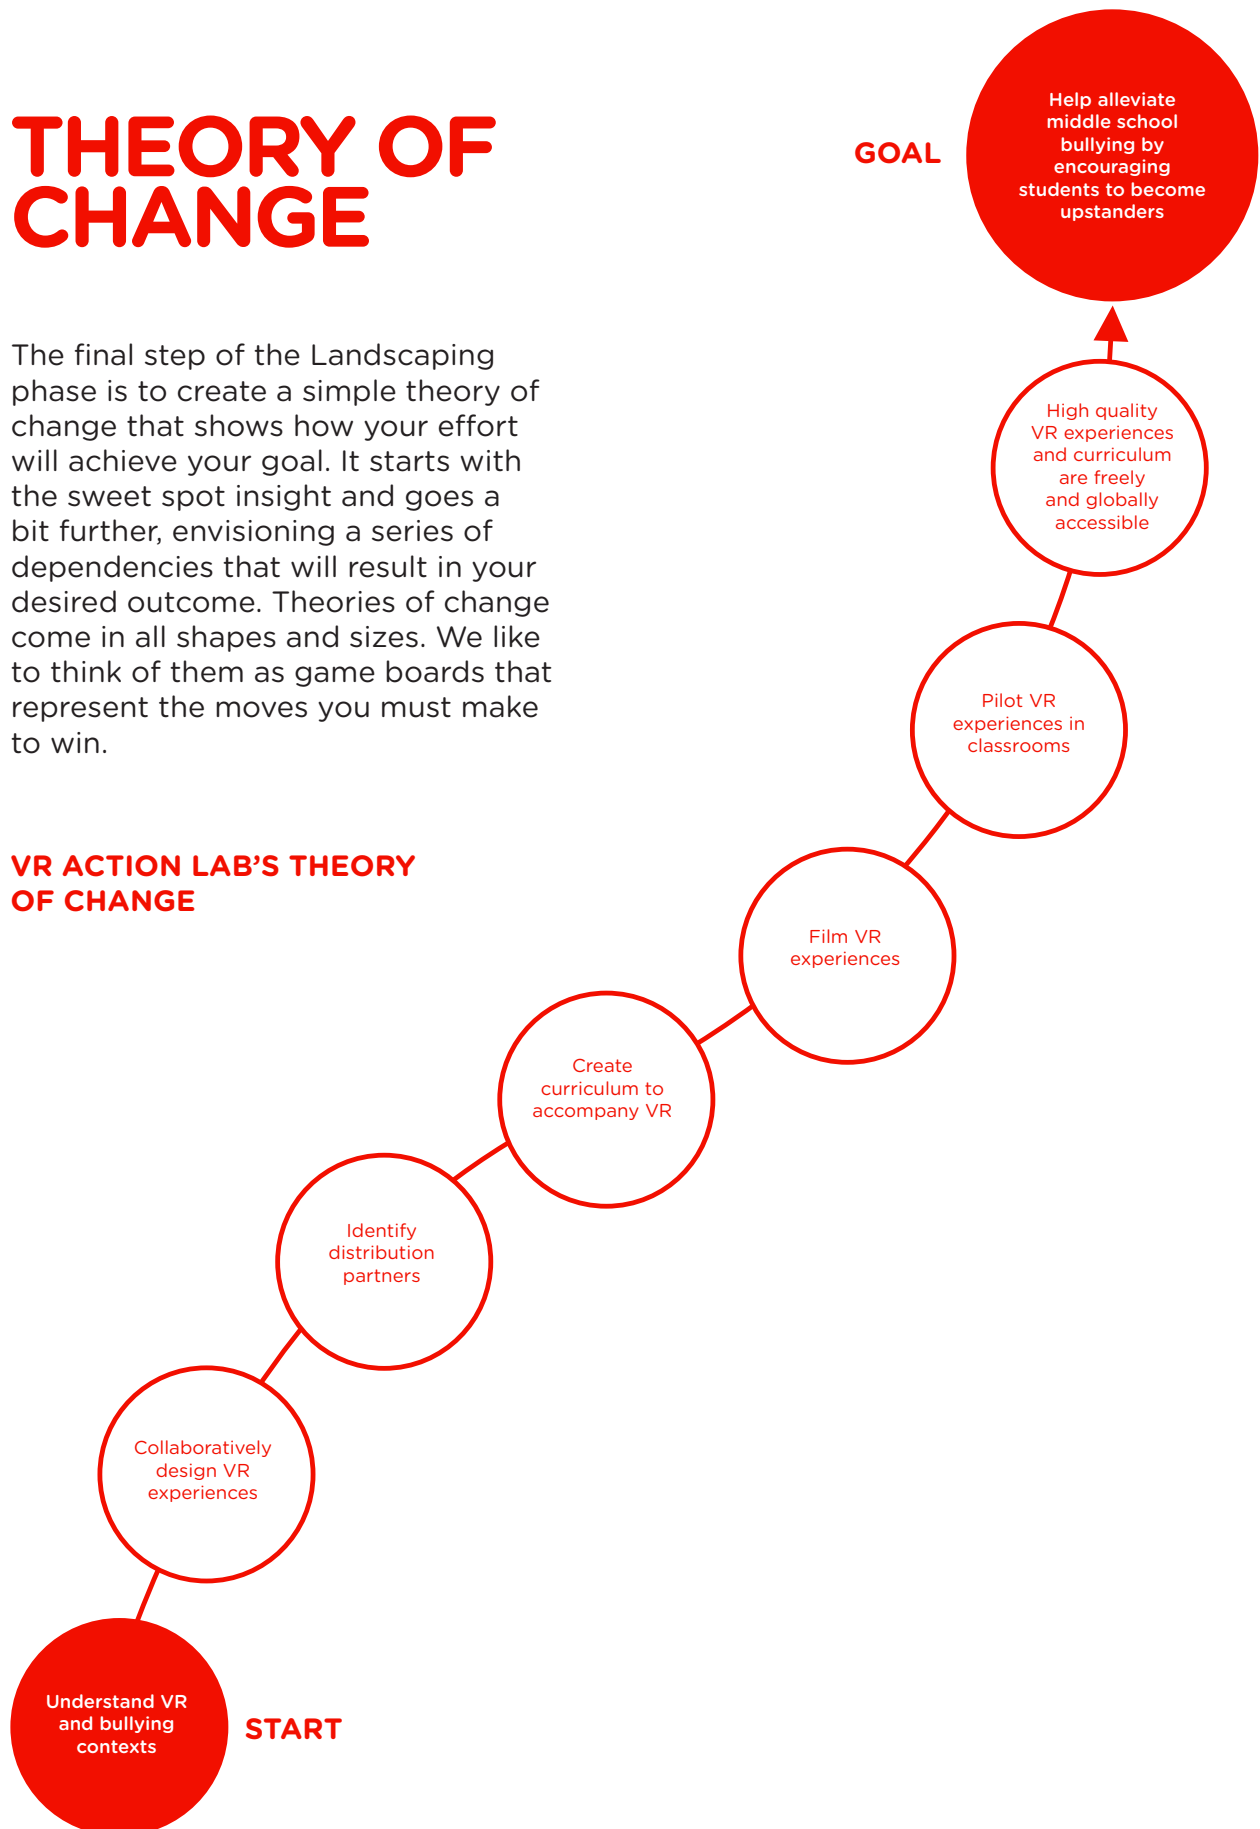 THEORY OF
CHANGE
The final step of the Landscaping
phase is to create a simple theory of
change that shows how your effort
will achieve your goal. It starts with
the sweet spot insight and goes a
bit further, envisioning a series of
dependencies that will result in your
desired outcome. Theories of change
come in all shapes and sizes. We like
to think of them as game boards that
represent the moves you must make
to win.
VR ACTION LAB’S THEORY
OF CHANGE
GOAL
Help alleviate
middle school
bullying by
encouraging
students to become
upstanders
High quality
VR experiences
and curriculum
are freely
and globally
accessible
Pilot VR
experiences in
classrooms
Film VR
experiences
Create
curriculum to
accompany VR
Identify
distribution
partners
Collaboratively
design VR
experiences
Understand VR
and bullying
contexts
START